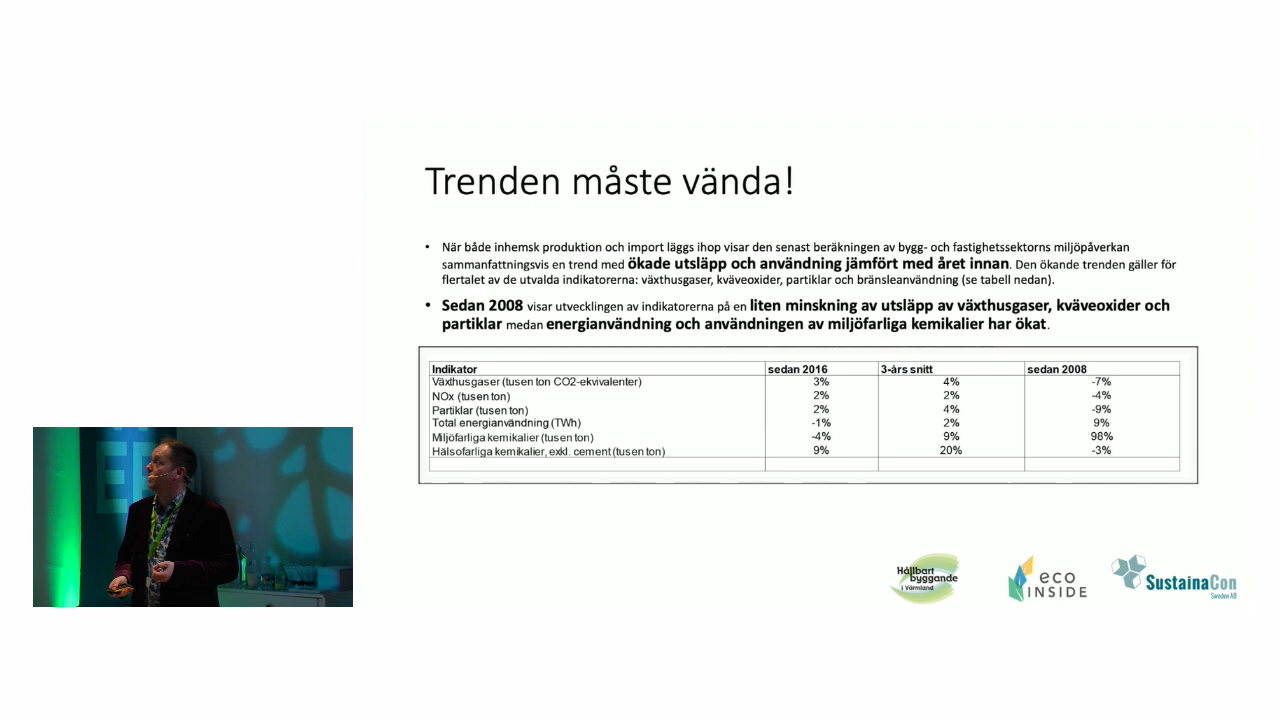 Trenden måste vända!
• När både inhemsk produktion och import läggs ihop visar den senast beräkningen av bygg- och fastighetssektorns miljöpåverkan
sammanfattningsvis en trend med ökade utsläpp och användning jämfört med året innan. Den ökande trenden gäller för
flertalet av de utvalda indikatorerna: växthusgaser, kväveoxider, partiklar och bränsleanvändning (se tabell nedan).
• Sedan 2008 visar utvecklingen av indikatorerna på en liten minskning av utsläpp av växthusgaser, kväveoxider och
partiklar medan energianvändning och användningen av miljöfarliga kemikalier har ökat.
Indikator sedan 2016 3-års snitt sedan 2008
Växthusgaser (tusen ton CO2-ekvivalenter) 3% 4% -7%
NOx (tusen ton) 2% 2% -4%
Partiklar (tusen ton) 2% 4% -9%
Total energianvändning (TWh) -1% 2% 9%
Miljöfarliga kemikalier (tusen ton) -4% 9% 98%
Hälsofarliga kemikalier, exkl. cement (tusen ton) 9% 20% -3%
Hållbart
byggande
i Värmland
eco
INSIDE
SustainaCon
Sweden AB